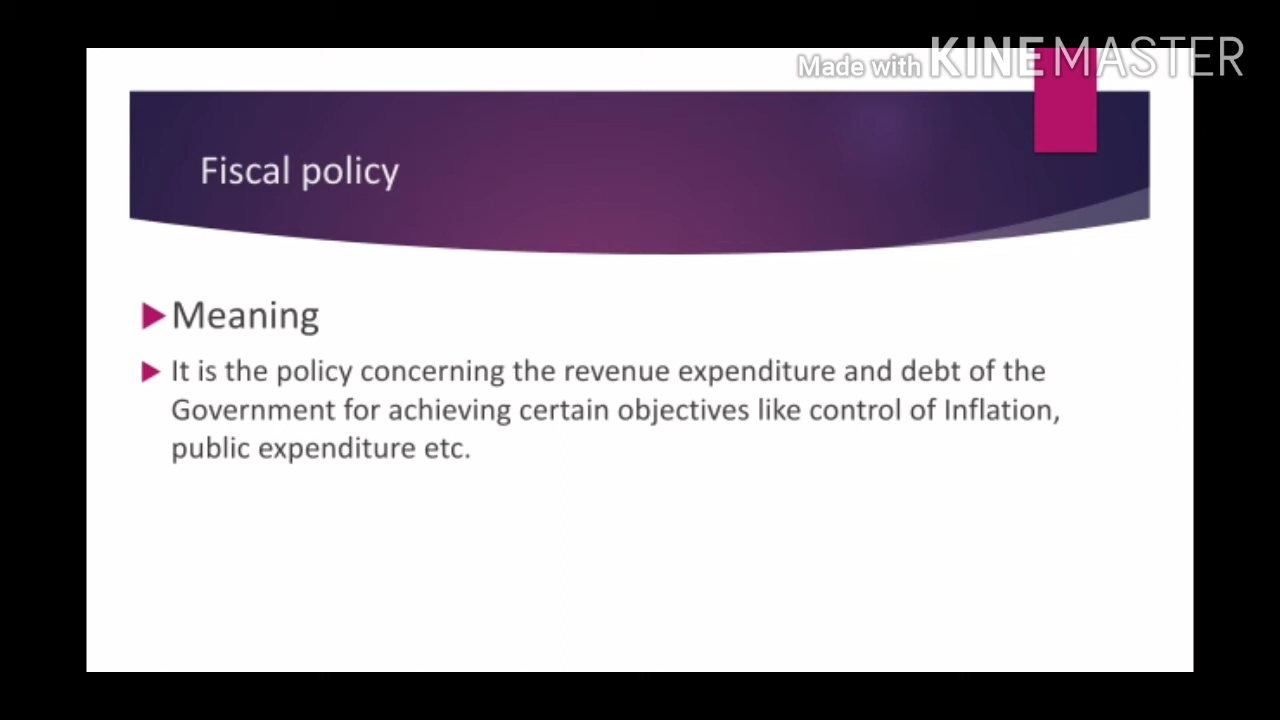 Made with KINEMASTER
Fiscal policy
Meaning
It is the policy concerning the revenue expenditure and debt of the
Government for achieving certain objectives like control of Inflation,
public expenditure etc.